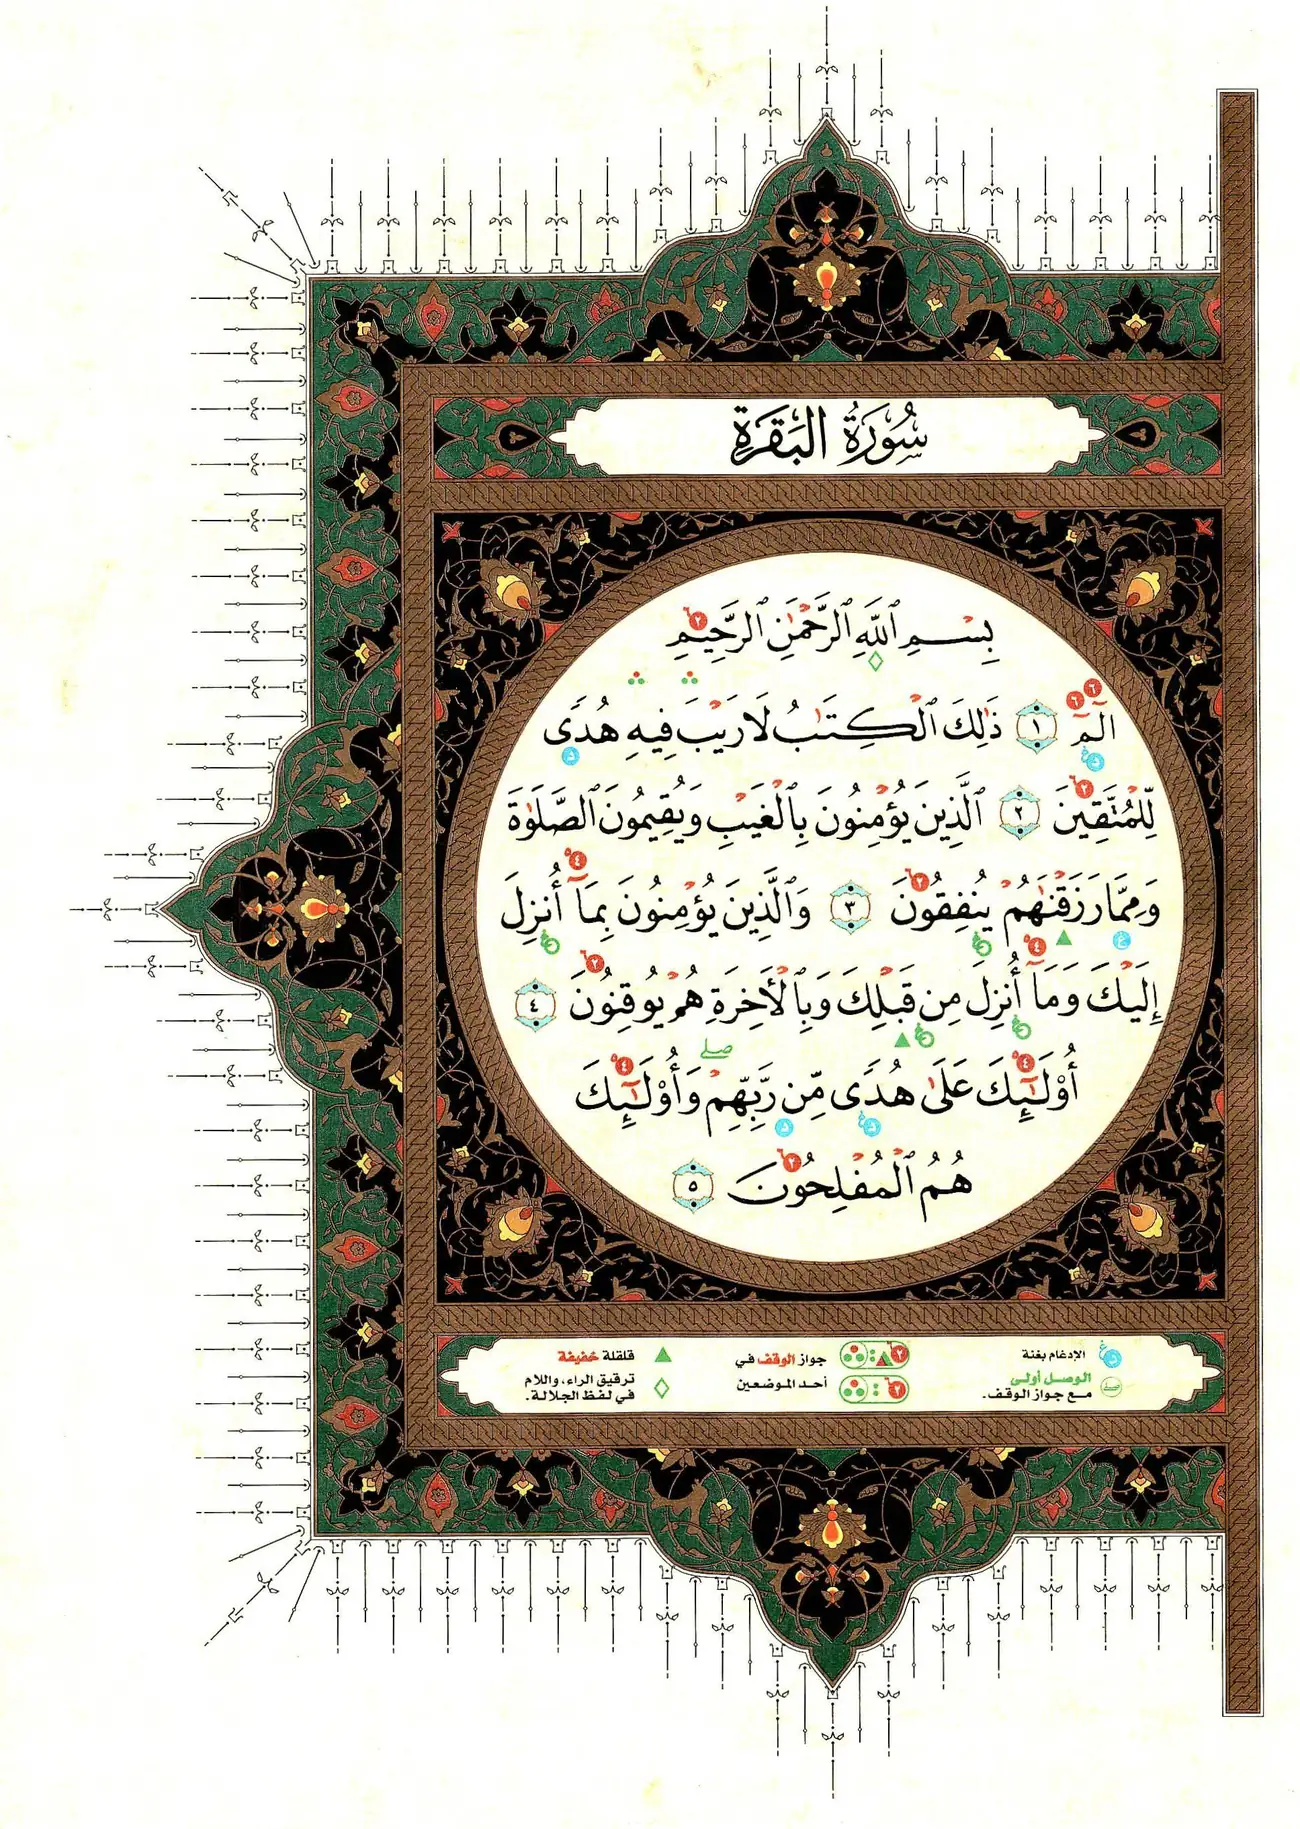 سُورَةُ البَقَرَةِ
بِسْمِ ٱللَّهِ ٱلرَّحْمَٰنِ ٱلرَّحِيمِ
الٓمٓ ١ ذَٰلِكَ ٱلْكِتَٰبُ لَا رَيْبَ فِيهِ هُدًى
لِّلْمُتَّقِينَ ٢ ٱلَّذِينَ يُؤْمِنُونَ بِٱلْغَيْبِ وَيُقِيمُونَ ٱلصَّلَوٰةَ
وَمِمَّا رَزَقْنَٰهُمْ يُنفِقُونَ ٣ وَٱلَّذِينَ يُؤْمِنُونَ بِمَآ أُنزِلَ
إِلَيْكَ وَمَآ أُنزِلَ مِن قَبْلِكَ وَبِٱلْأَخِرَةِ هُمْ يُوقِنُونَ ٤
أُوْلَٰٓئِكَ عَلَىٰ هُدًى مِّن رَّبِّهِمْ ۖ وَأُوْلَٰٓئِكَ
هُمُ ٱلْمُفْلِحُونَ ٥
الإدغام بغنة
الوصل أولى
مع جواز الوقف.
جواز الوقف في
أحد الموضعين
قلقلة خفيفة
ترقيق الراء، واللام
في لفظ الجلالة.